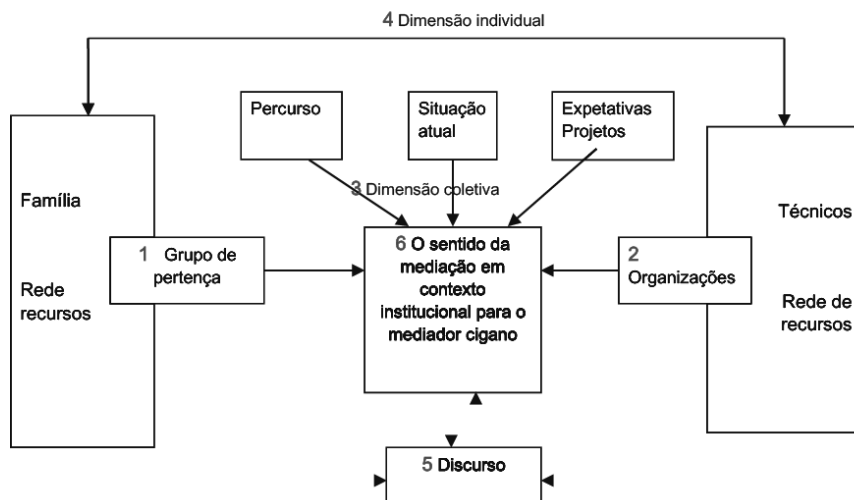 4 Dimensão individual
Percurso
Situação
atual
Expetativas
Projetos
3 Dimensão coletiva
Família
Rede
recursos
1 Grupo de
pertença
6 O sentido da
mediação em
contexto
institucional para o
mediador cigano
2
Organizações
Técnicos
Rede de
recursos
5 Discurso